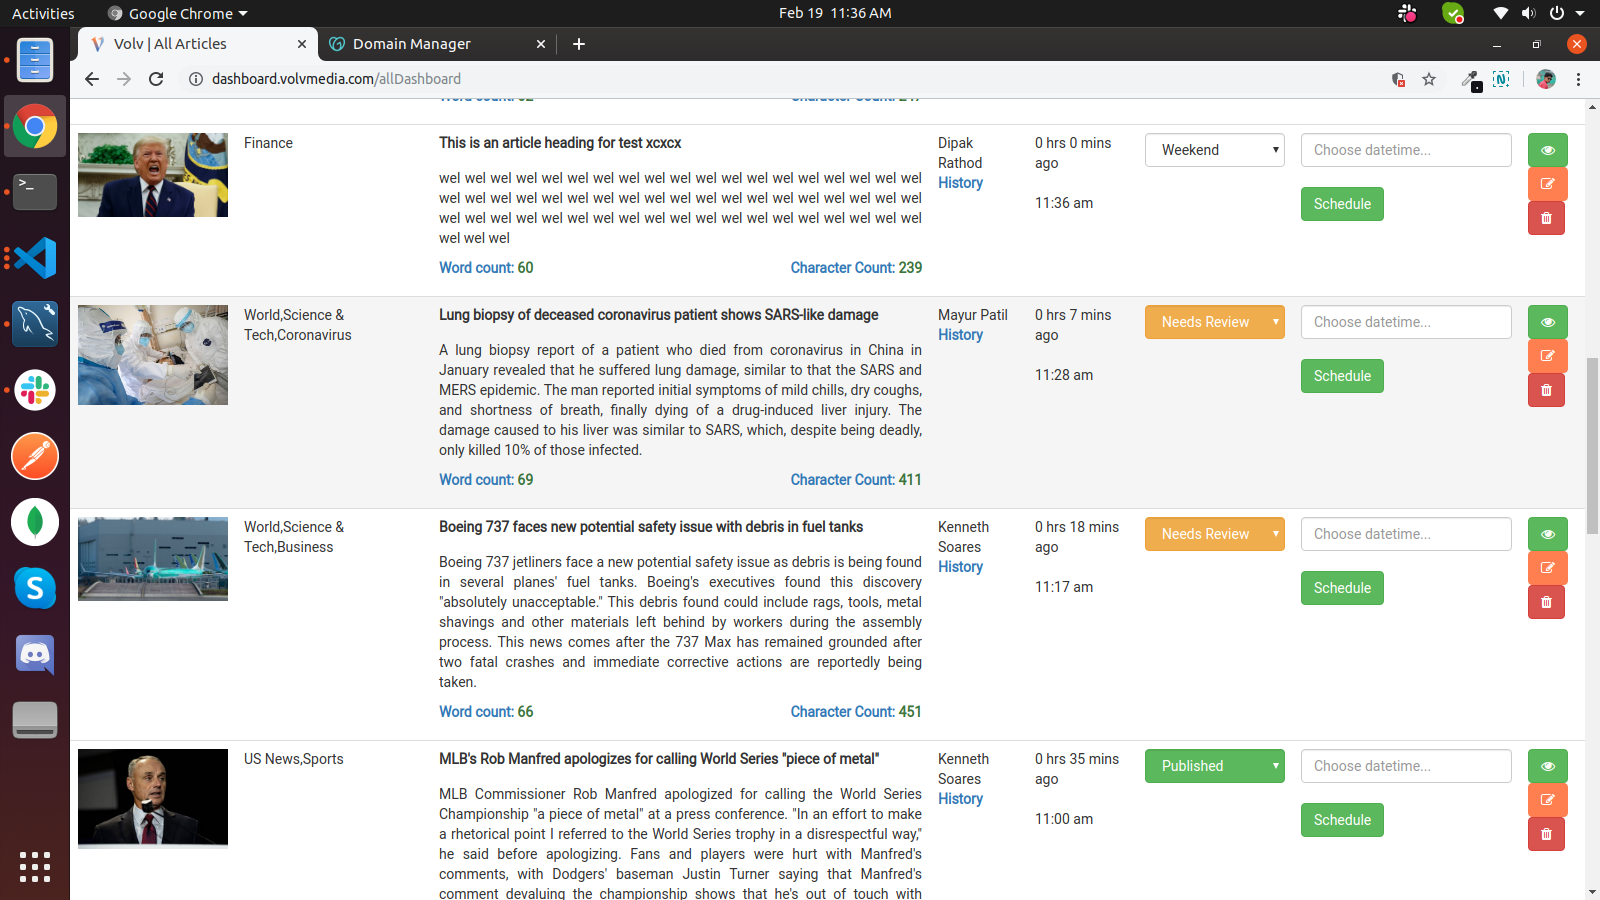 Activities
Google Chrome
Feb 19 11:36 AM
Volv | All Articles
Domain Manager
dashboard.volvmedia.com/allDashboard
Finance
This is an article heading for test xcxcx
wel wel wel wel wel wel wel wel wel wel wel wel wel wel wel wel wel wel wel
wel wel wel wel wel wel wel wel wel wel wel wel wel wel wel wel wel wel wel
wel wel wel wel wel wel wel wel wel wel wel wel wel wel wel wel wel wel wel
wel wel wel
Word count: 60
Character Count: 239
Dipak
Rathod
History
0 hrs 0 mins
ago
11:36 am
Weekend
Choose datetime...
Schedule
World,Science &
Tech,Coronavirus
Lung biopsy of deceased coronavirus patient shows SARS-like damage
A lung biopsy report of a patient who died from coronavirus in China in
January revealed that he suffered lung damage, similar to that the SARS and
MERS epidemic. The man reported initial symptoms of mild chills, dry coughs,
and shortness of breath, finally dying of a drug-induced liver injury. The
damage caused to his liver was similar to SARS, which, despite being deadly,
only killed 10% of those infected.
Word count: 69
Character Count: 411
Mayur Patil
History
0 hrs 7 mins
ago
11:28 am
Needs Review
Choose datetime...
Schedule
World,Science &
Tech,Business
Boeing 737 faces new potential safety issue with debris in fuel tanks
Boeing 737 jetliners face a new potential safety issue as debris is being found
in several planes' fuel tanks. Boeing's executives found this discovery
"absolutely unacceptable." This debris found could include rags, tools, metal
shavings and other materials left behind by workers during the assembly
process. This news comes after the 737 Max has remained grounded after
two fatal crashes and immediate corrective actions are reportedly being
taken.
Word count: 66
Character Count: 451
Kenneth
Soares
History
0 hrs 18 mins
ago
11:17 am
Needs Review
Choose datetime...
Schedule
US News,Sports
MLB's Rob Manfred apologizes for calling World Series "piece of metal"
MLB Commissioner Rob Manfred apologized for calling the World Series
Championship "a piece of metal" at a press conference. "In an effort to make
a rhetorical point I referred to the World Series trophy in a disrespectful way,"
he said before apologizing. Fans and players were hurt with Manfred's
comments, with Dodgers' baseman Justin Turner saying that Manfred's
comment devaluing the championship shows that he's out of touch with
Kenneth
Soares
History
0 hrs 35 mins
ago
11:00 am
Published
Choose datetime...
Schedule